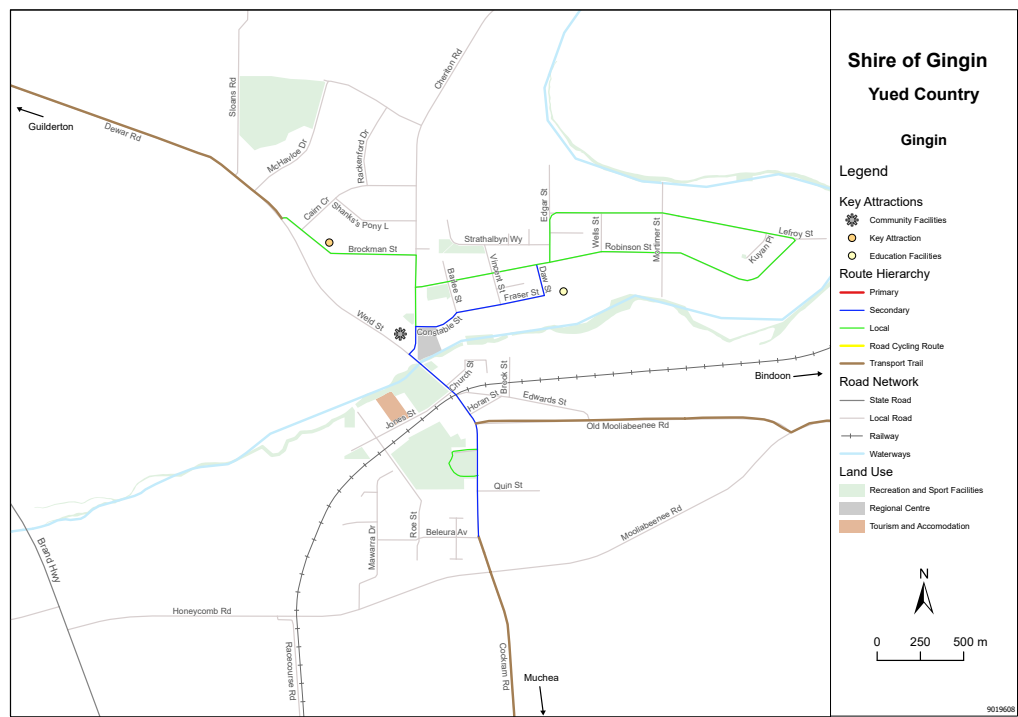 Shire of Gingin
Yued Country
Gingin
Legend
Key Attractions
Community Facilities
Key Attraction
Education Facilities
Route Hierarchy
Primary
Secondary
Local
Road Cycling Route
Transport Trail
Road Network
State Road
Local Road
Railway
Waterways
Land Use
Recreation and Sport Facilities
Regional Centre
Tourism and Accomodation
N
0 250 500 m
9019608
Guilderton
Dewar Rd
Sloans Rd
McHavloe Dr
Rackenford Dr
Cheriton Rd
Cairn Cr
Shanks's Pony L
Brockman St
Strathalbyn Wy
Edgar St
Wells St
Robinson St
Mortimer St
Kuyan Pl
Lefroy St
Vincent St
Banee St
Daw St
Fraser St
Constable St
Weld St
Church St
Brook St
Horan St
Edwards St
Bindoon
Jones St
Old Mooliabeenee Rd
Quin St
Roe St
Beleura Av
Mawarra Dr
Mooliabeenee Rd
Brand Hwy
Honeycomb Rd
Racecourse Rd
Cockram Rd
Muchea